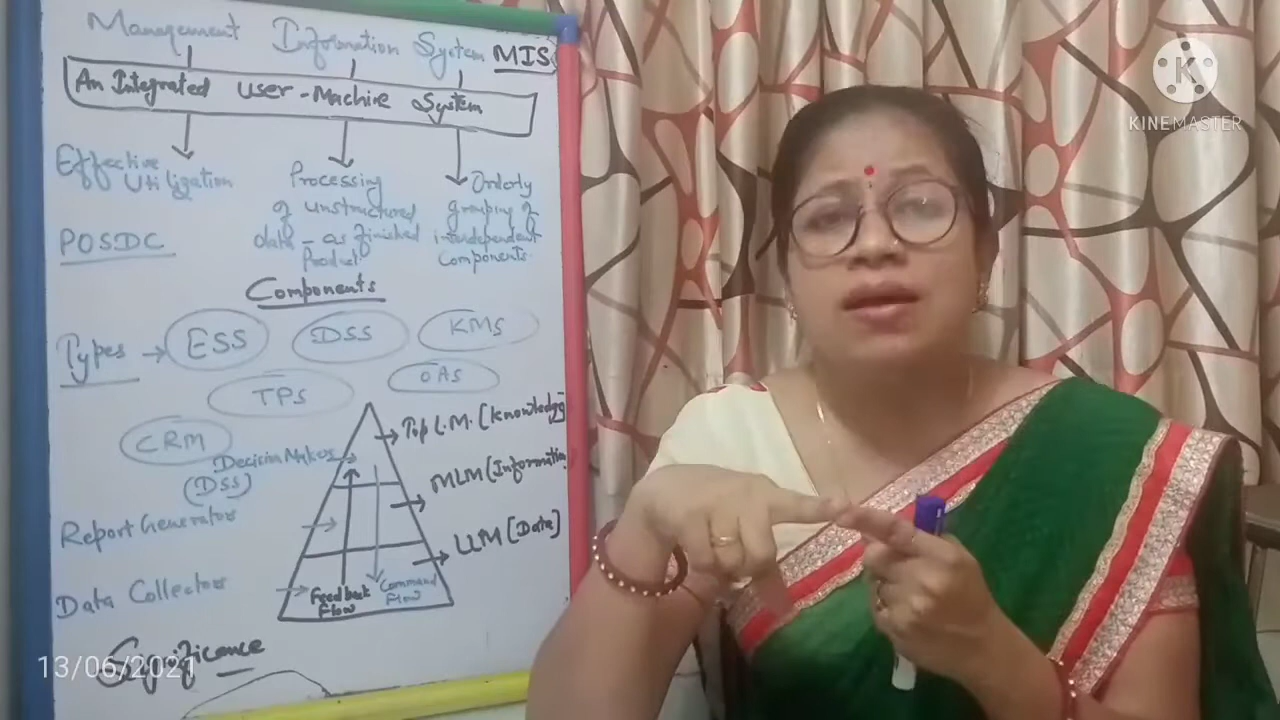 Management Information System MIS
An Integrated User-Machine System
Effective Utilization
Processing of unstructured data - as finished Product
Orderly grouping of interdependent Components
POSDC
Components
Types → ESS DSS KMS
TPS OAS
CRM
Decision Makers
(DSS)
Report Generator
Data Collector
Top L.M. (Knowledge
MLM (Informatio
LLM (Data)
Feedback Flow
Command Flow
Significance
13/06/2021
KINEMASTER